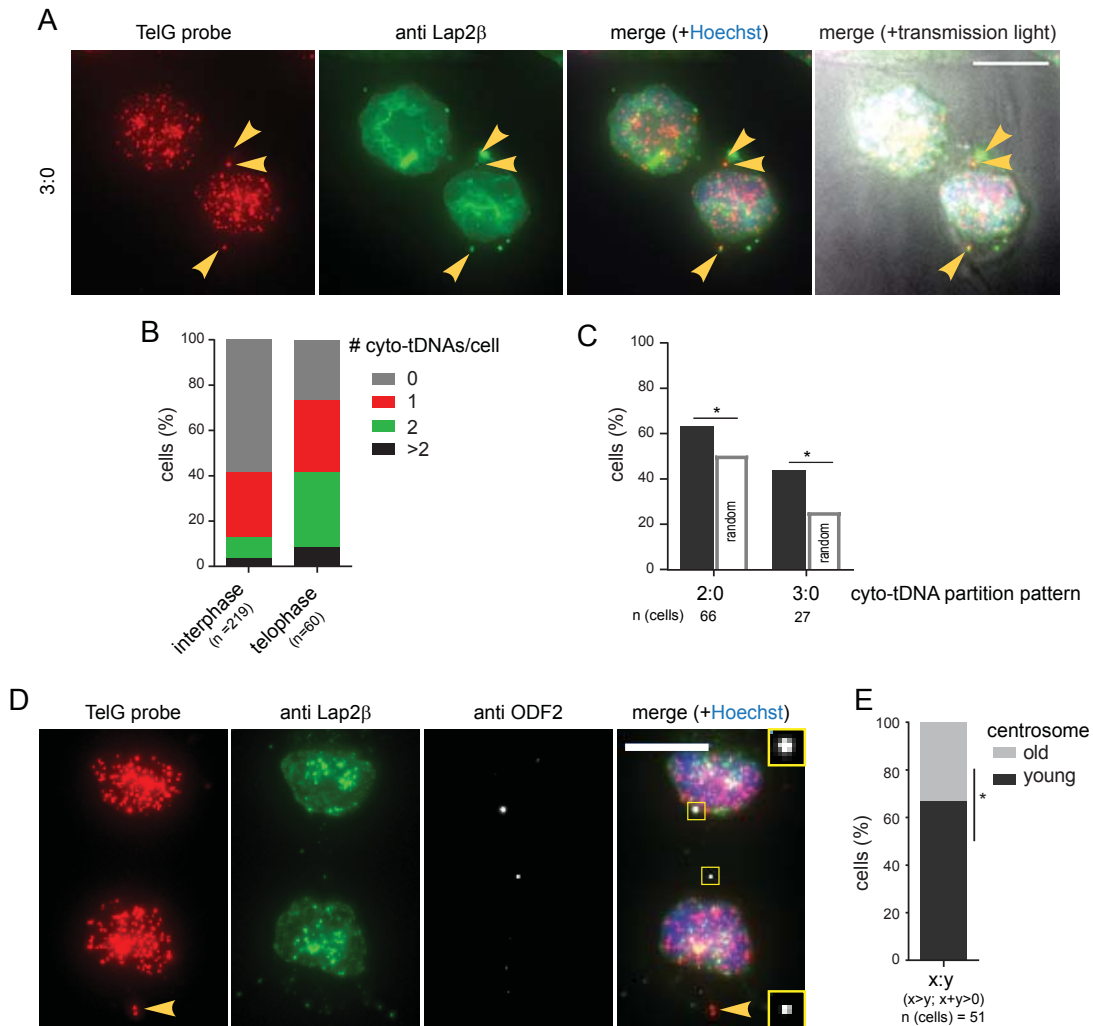 A
TelG probe
anti Lap2β
merge (+Hoechst)
merge (+transmission light)
3:0
B
100
80
60
40
20
0
cells (%)
# cyto-tDNAs/cell
0
1
2
>2
interphase
(n =219)
telophase
(n=60)
C
100
80
60
40
20
0
cells (%)
*
*
random
random
2:0
3:0
cyto-tDNA partition pattern
n (cells)
66
27
D
TelG probe
anti Lap2β
anti ODF2
merge (+Hoechst)
E
100
80
60
40
20
0
cells (%)
centrosome
old
young
*
x:y
(x>y; x+y>0)
n (cells) = 51